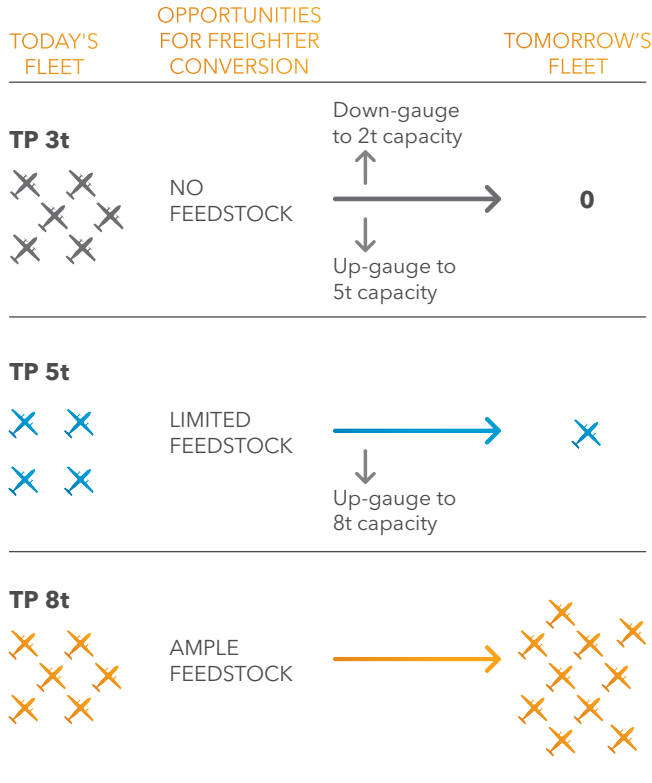 TODAY'S
FLEET
OPPORTUNITIES
FOR FREIGHTER
CONVERSION
TOMORROW’S
FLEET
TP 3t
NO
FEEDSTOCK
Down-gauge
to 2t capacity
Up-gauge to
5t capacity
0
TP 5t
LIMITED
FEEDSTOCK
Up-gauge to
8t capacity
TP 8t
AMPLE
FEEDSTOCK